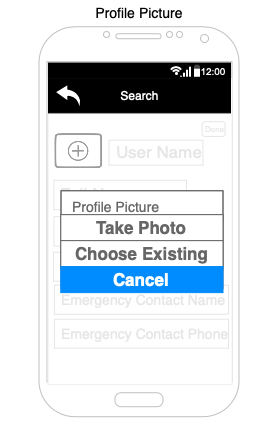 Profile Picture
12:00
Search
Done
User Name
Profile Picture
Take Photo
Choose Existing
Cancel
Emergency Contact Name
Emergency Contact Phone